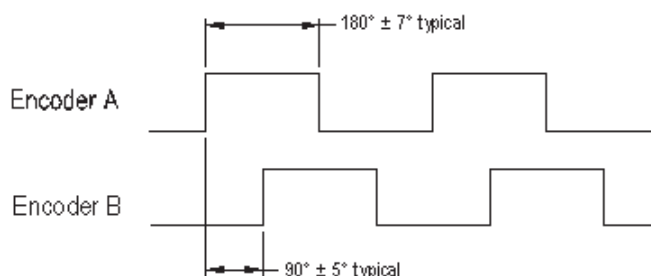 180° ± 7° typical
Encoder A
Encoder B
90° ± 5° typical